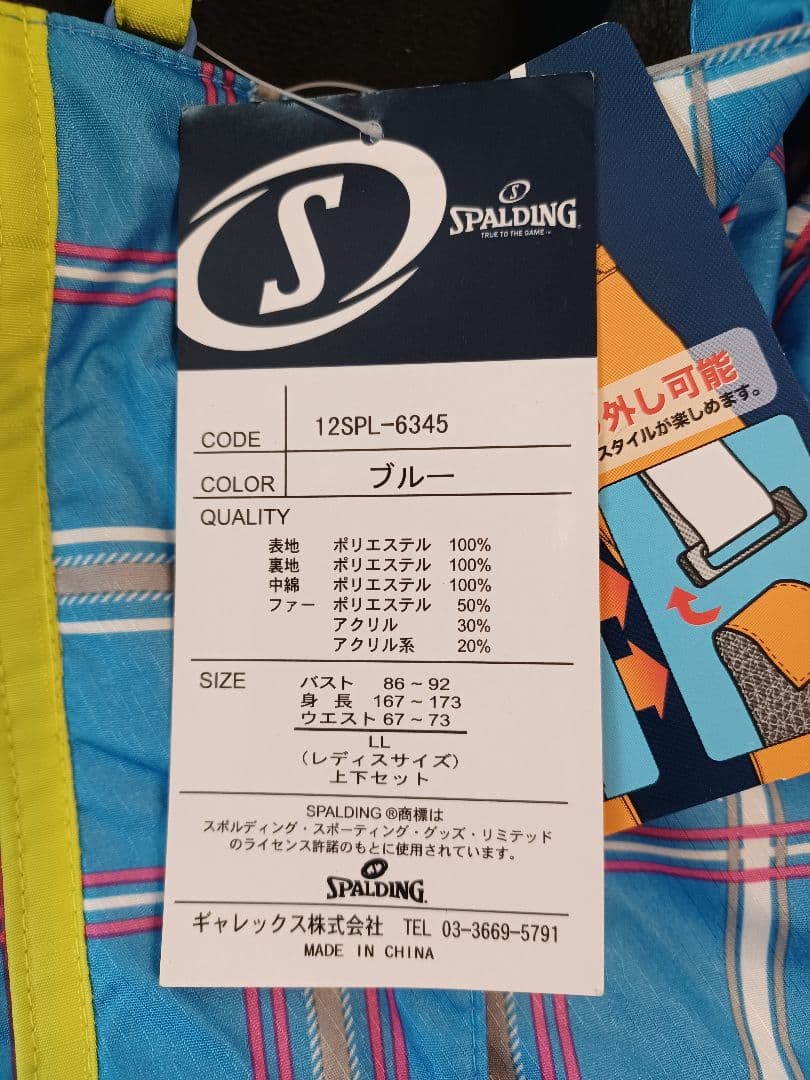 S
S
SPALDING
TRUE TO THE GAME™
CODE 12SPL-6345
COLOR ブルー
QUALITY
表地 ポリエステル 100%
裏地 ポリエステル 100%
中綿 ポリエステル 100%
ファー ポリエステル 50%
アクリル 30%
アクリル系 20%
SIZE バスト 86～92
身 長 167～173
ウエスト 67～73
LL
（レディスサイズ）
上下セット
SPALDING ®商標は
スポルディング・スポーティング・グッズ・リミテッド
のライセンス許諾のもとに使用されています。
SPALDING
ギャレックス株式会社 TEL 03-3669-5791
MADE IN CHINA
外し可能
スタイルが楽しめます。